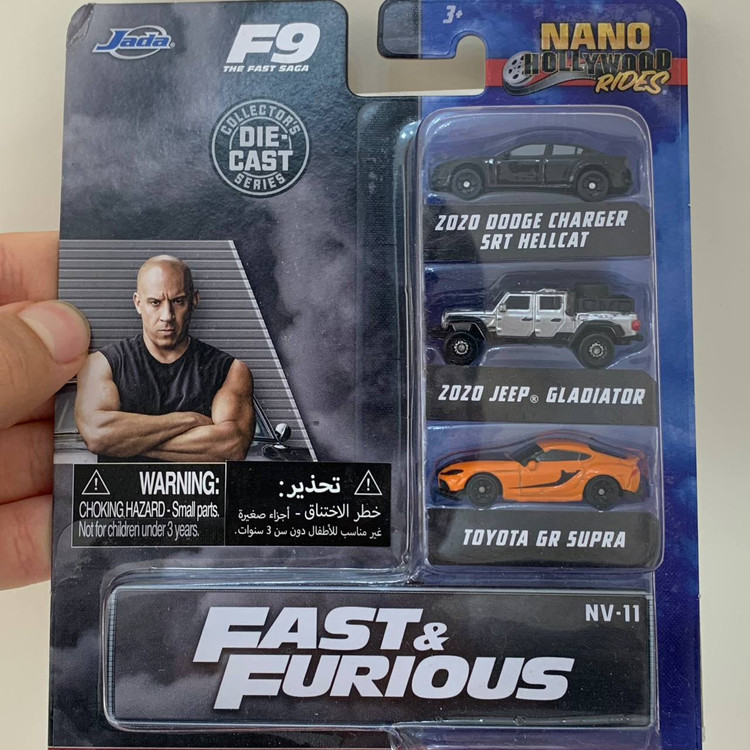 Jada®
F9
THE FAST SAGA
3+
NANO
HOLLYWOOD
RIDES
COLLECTOR'S
DIE-
CAST
SERIES
2020 DODGE CHARGER
SRT HELLCAT
2020 JEEP® GLADIATOR
TOYOTA GR SUPRA
WARNING:
CHOKING HAZARD - Small parts.
Not for children under 3 years.
تحذير:
خطر الاختناق - أجزاء صغيرة
غير مناسب للأطفال دون سن 3 سنوات.
NV-11
FAST &
FURIOUS